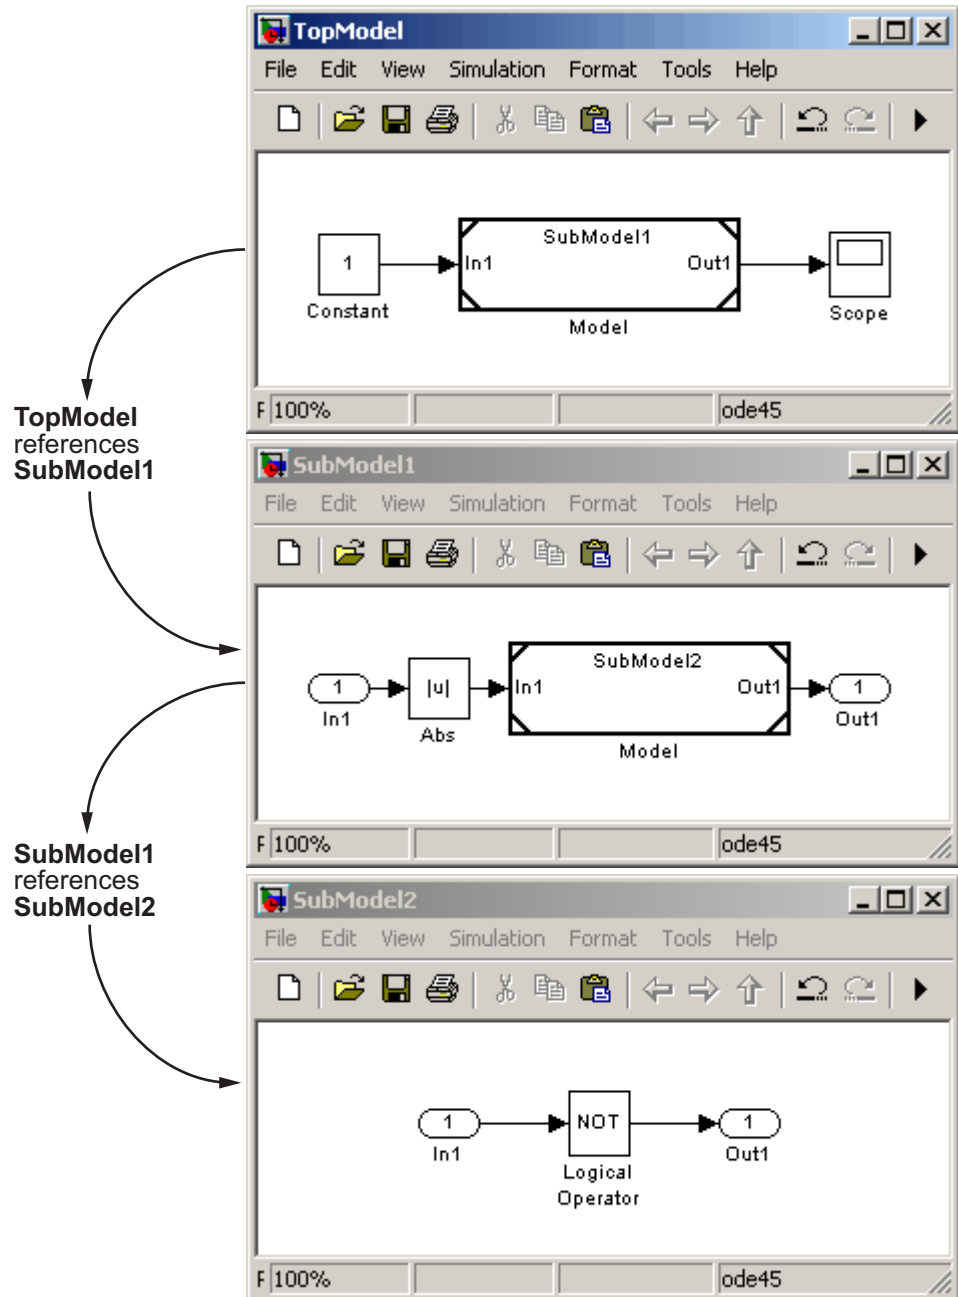 TopModel
File Edit View Simulation Format Tools Help
SubModel1
1
In1
Out1
Constant
Model
Scope
F 100%
ode45
TopModel
references
SubModel1
SubModel1
File Edit View Simulation Format Tools Help
SubModel2
1
|u|
In1
Out1
1
In1
Abs
Out1
Model
F 100%
ode45
SubModel1
references
SubModel2
SubModel2
File Edit View Simulation Format Tools Help
1
NOT
1
In1
Out1
Logical
Operator
F 100%
ode45